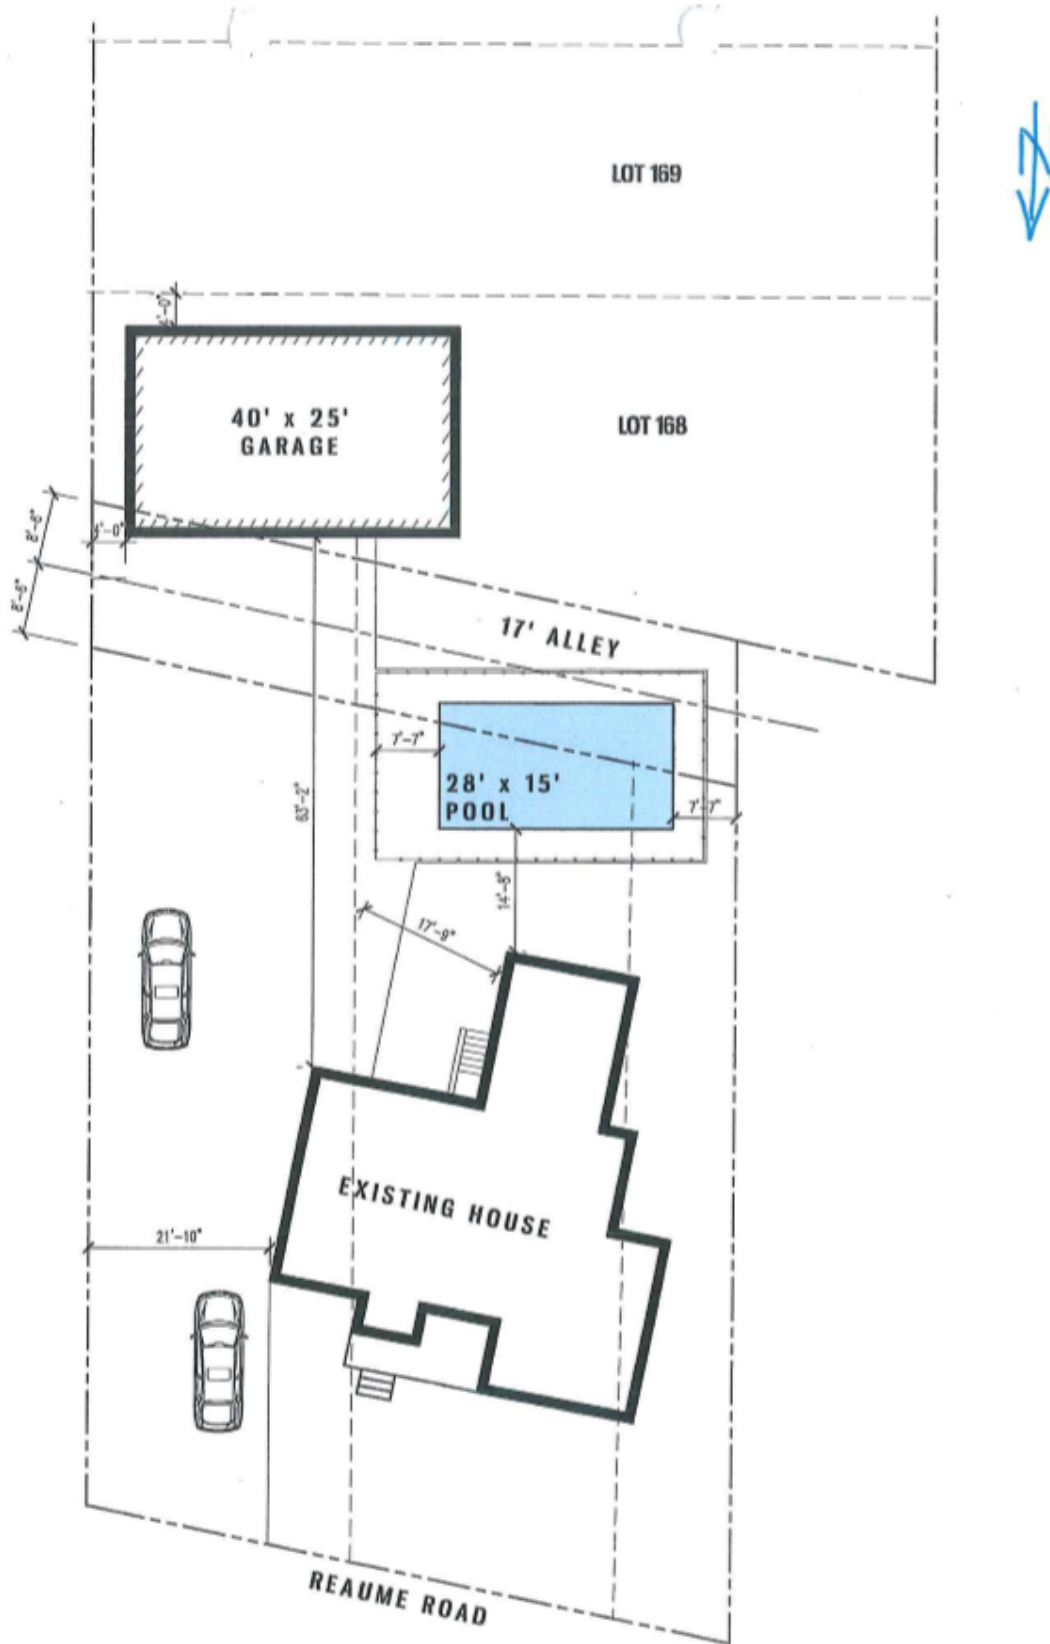 LOT 169
4'-0"
40' x 25'
GARAGE
LOT 168
8'-6"
4'-0"
8'-6"
17' ALLEY
7'-7"
28' x 15'
POOL
7'-7"
63'-2"
14'-8"
17'-9"
EXISTING HOUSE
21'-10"
REAUME ROAD